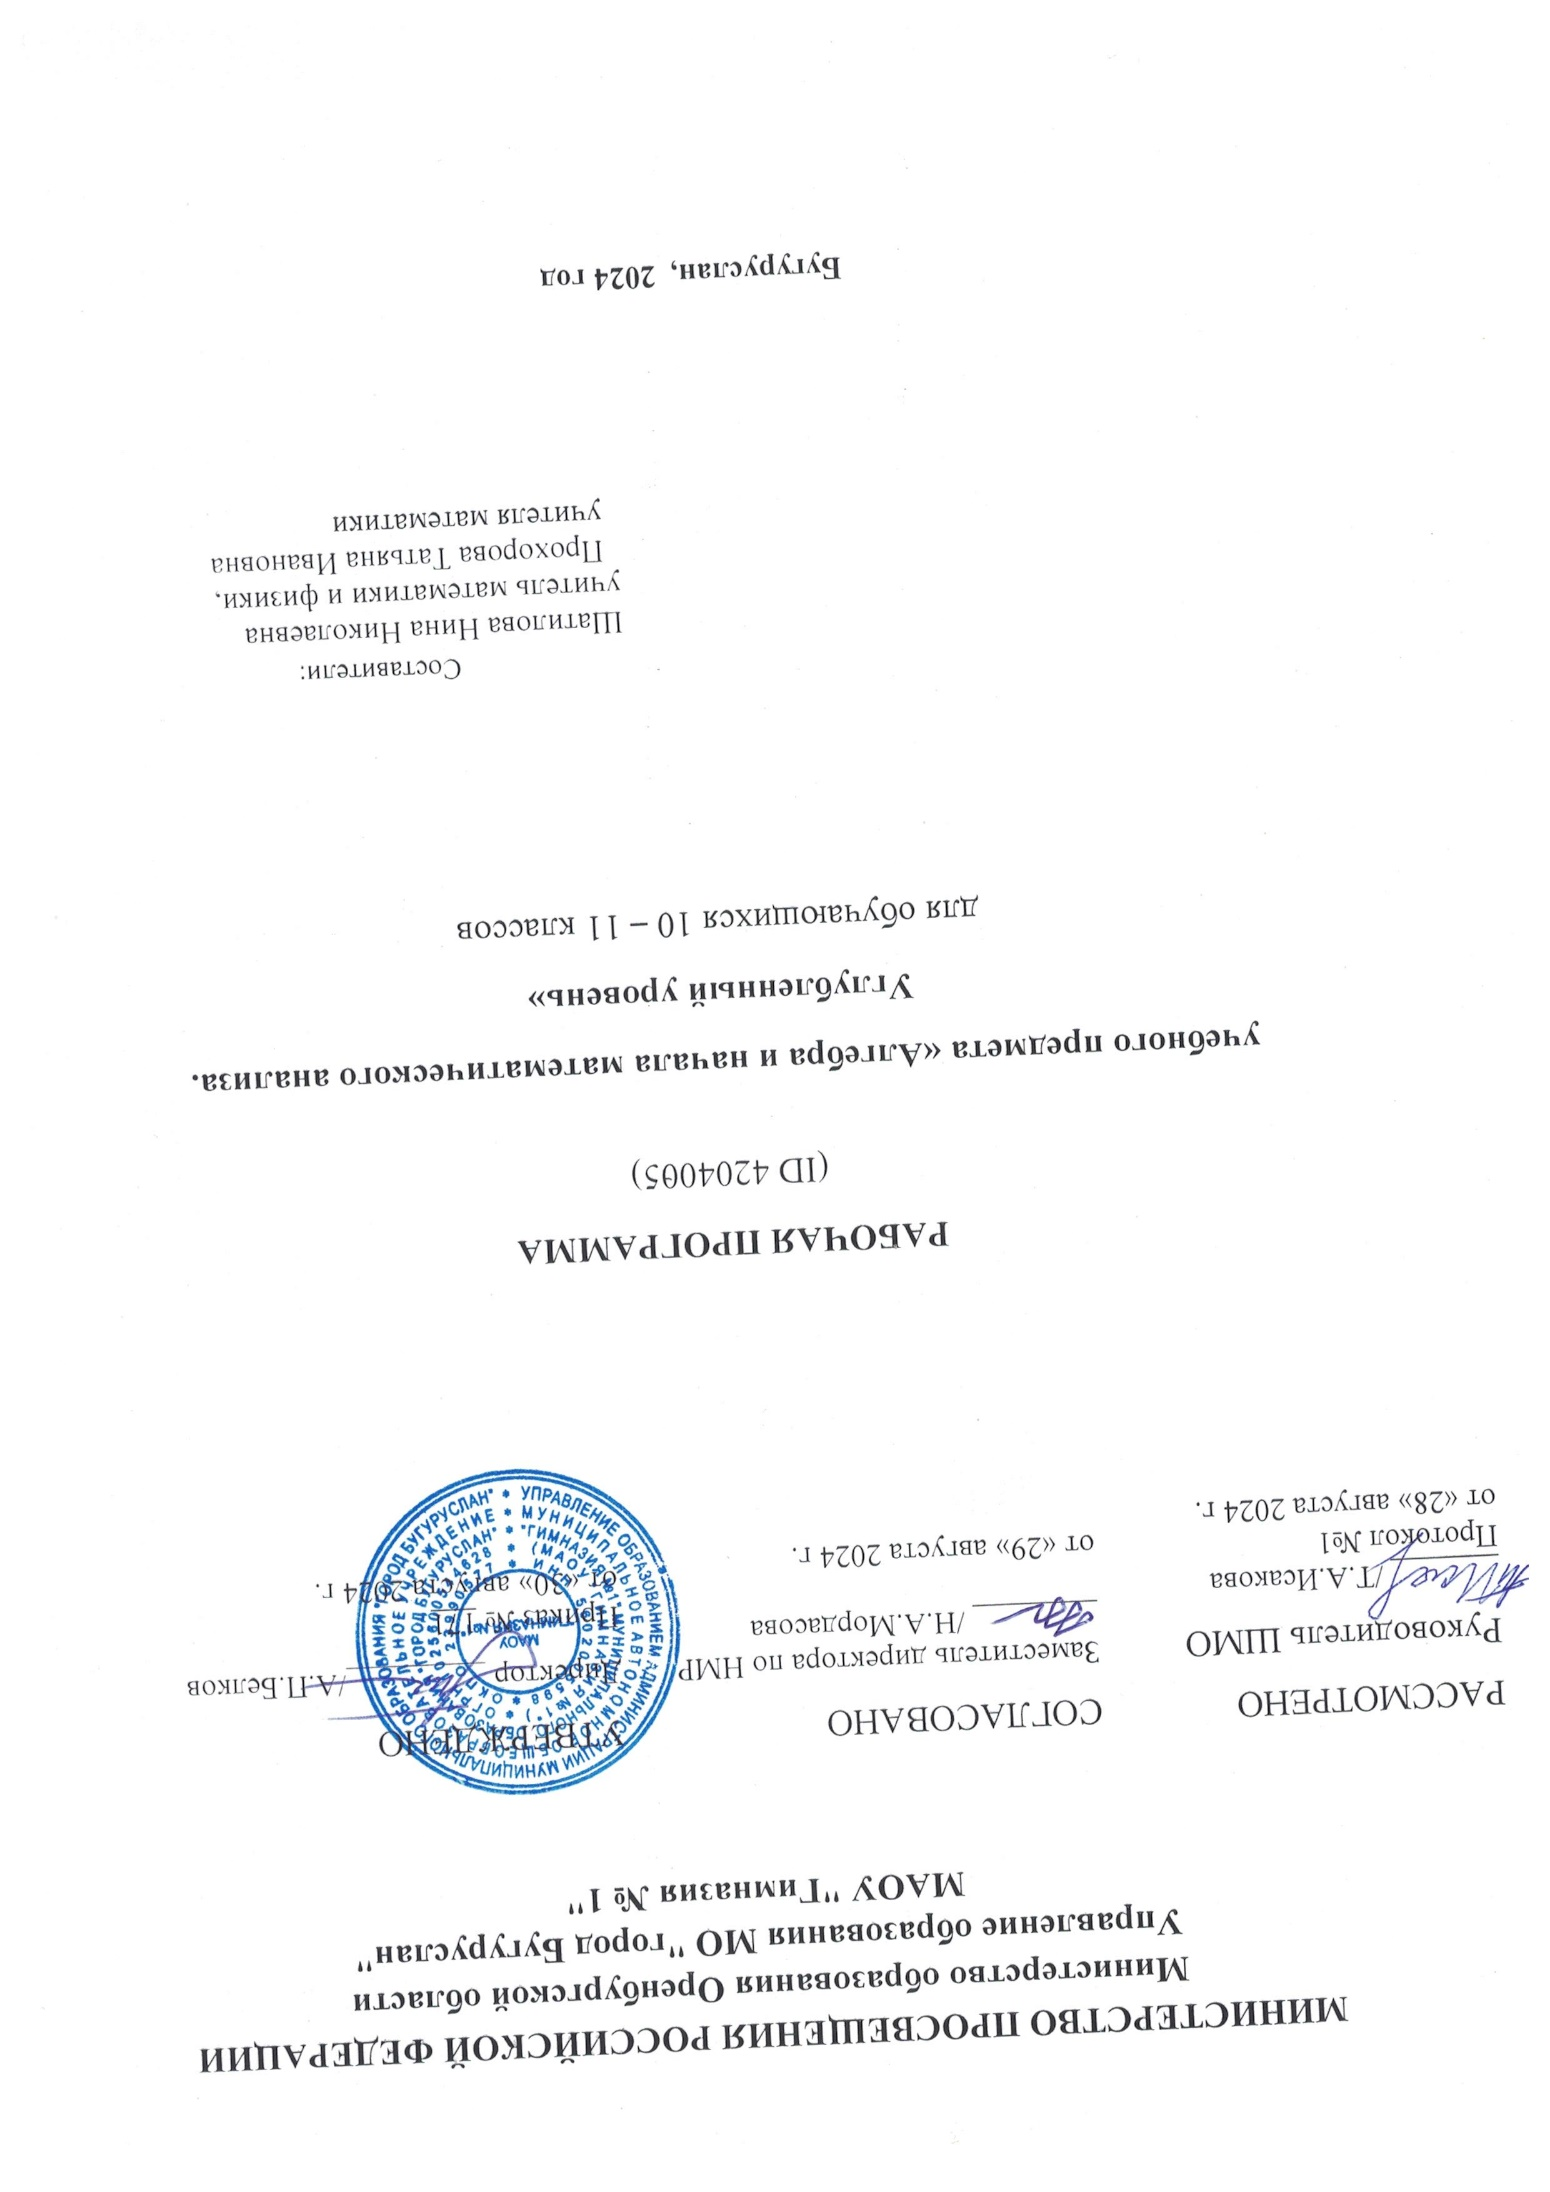 МИНИСТЕРСТВО ПРОСВЕЩЕНИЯ РОССИЙСКОЙ ФЕДЕРАЦИИ
Министерство образования Оренбургской области
Управление образования МО "город Бугуруслан"
МАОУ "Гимназия № 1"
РАССМОТРЕНО
Руководитель ШМО
/Т.А.Исакова
Протокол №1
от «28» августа 2024 г.
СОГЛАСОВАНО
Заместитель директора по НМР
/Н.А.Мордасова
от «29» августа 2024 г.
УТВЕРЖДЕНО
Директор
/А.П.Белков
Приказ № 171
от «30» августа 2024 г.
РАБОЧАЯ ПРОГРАММА
(ID 4204005)
учебного предмета «Алгебра и начала математического анализа.
Углубленный уровень»
для обучающихся 10 – 11 классов
Составители:
Шатилова Нина Николаевна
учитель математики и физики,
Прохорова Татьяна Ивановна
учителя математики
Бугуруслан, 2024 год